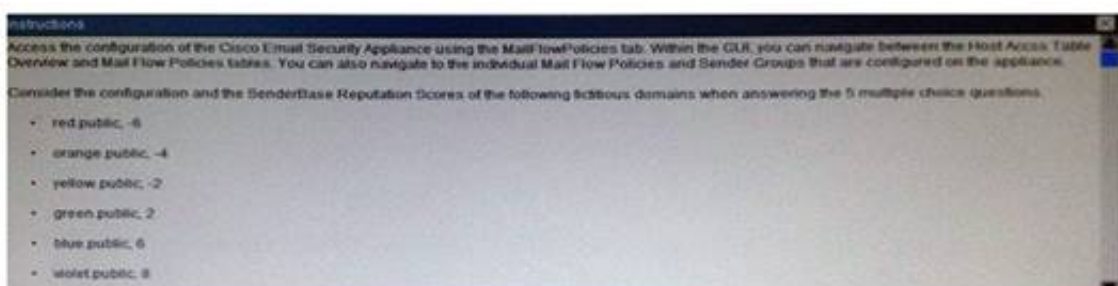 Instructions
Access the configuration of the Cisco Email Security Appliance using the MailFlowPolicies tab. Within the GUI, you can navigate between the Host Access Table
Overview and Mail Flow Policies tables. You can also navigate to the individual Mail Flow Policies and Sender Groups that are configured on the appliance.
Consider the configuration and the SenderBase Reputation Scores of the following fictitious domains when answering the 5 multiple choice questions.
• red.public, -6
• orange.public, -4
• yellow.public, -2
• green.public, 2
• blue.public, 6
• violet.public, 8